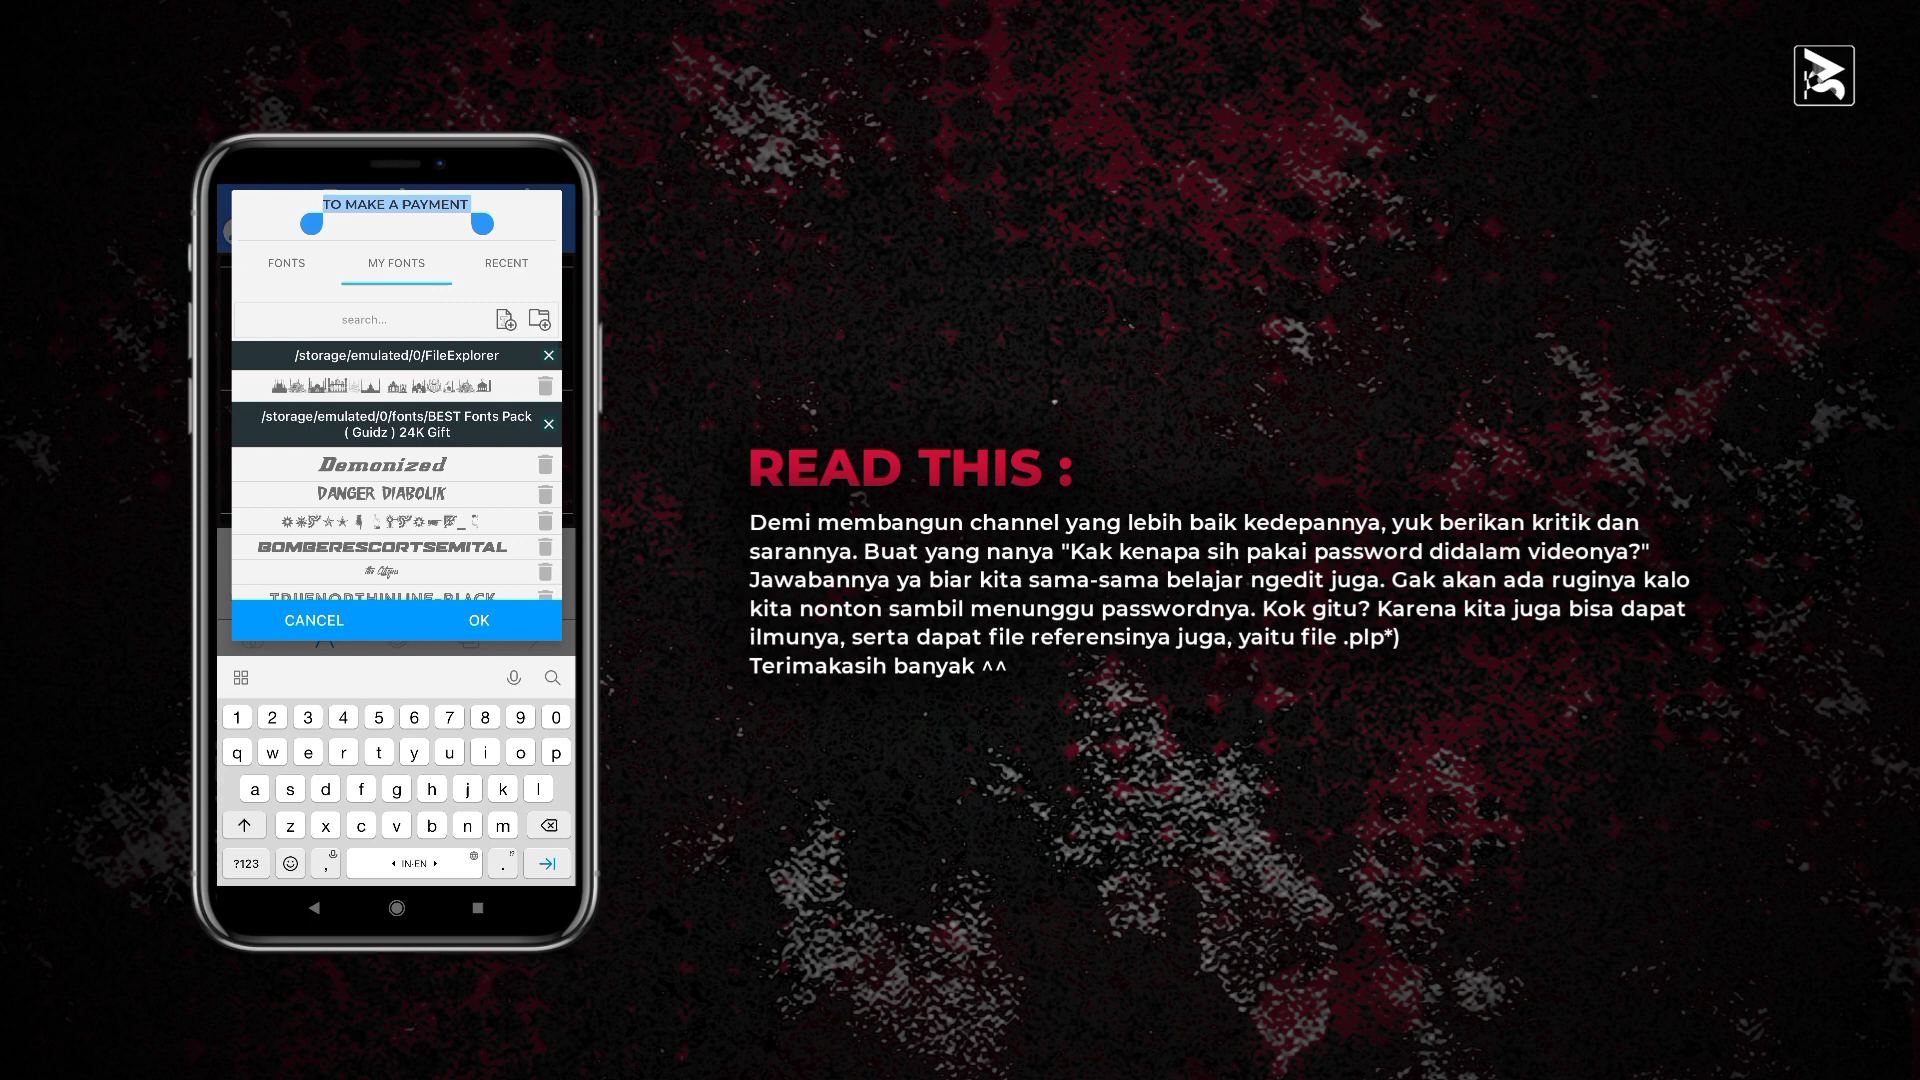 TO MAKE A PAYMENT
FONTS
MY FONTS
RECENT
search...
/storage/emulated/0/FileExplorer
/storage/emulated/0/fonts/BEST Fonts Pack
( Guidz ) 24K Gift
Demonized
DANGER DIABOLIK
BOMBERESCORTSEMITAL
the Citizens
TRUENORTHINLINE-BLACK
CANCEL
OK
1 2 3 4 5 6 7 8 9 0
q w e r t y u i o p
a s d f g h j k l
z x c v b n m
?123 , IN-EN . !?
READ THIS :
Demi membangun channel yang lebih baik kedepannya, yuk berikan kritik dan
sarannya. Buat yang nanya "Kak kenapa sih pakai password didalam videonya?"
Jawabannya ya biar kita sama-sama belajar ngedit juga. Gak akan ada ruginya kalo
kita nonton sambil menunggu passwordnya. Kok gitu? Karena kita juga bisa dapat
ilmunya, serta dapat file referensinya juga, yaitu file .plp*)
Terimakasih banyak ^^